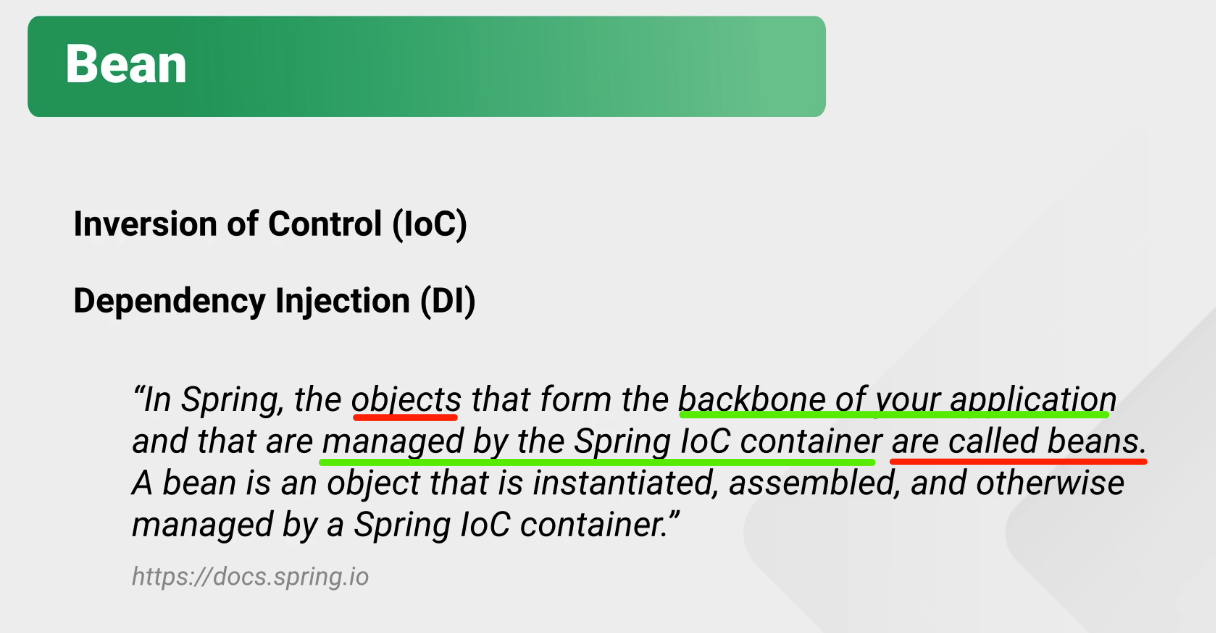 Bean
Inversion of Control (IoC)
Dependency Injection (DI)
“In Spring, the objects that form the backbone of your application
and that are managed by the Spring IoC container are called beans.
A bean is an object that is instantiated, assembled, and otherwise
managed by a Spring IoC container.”
https://docs.spring.io